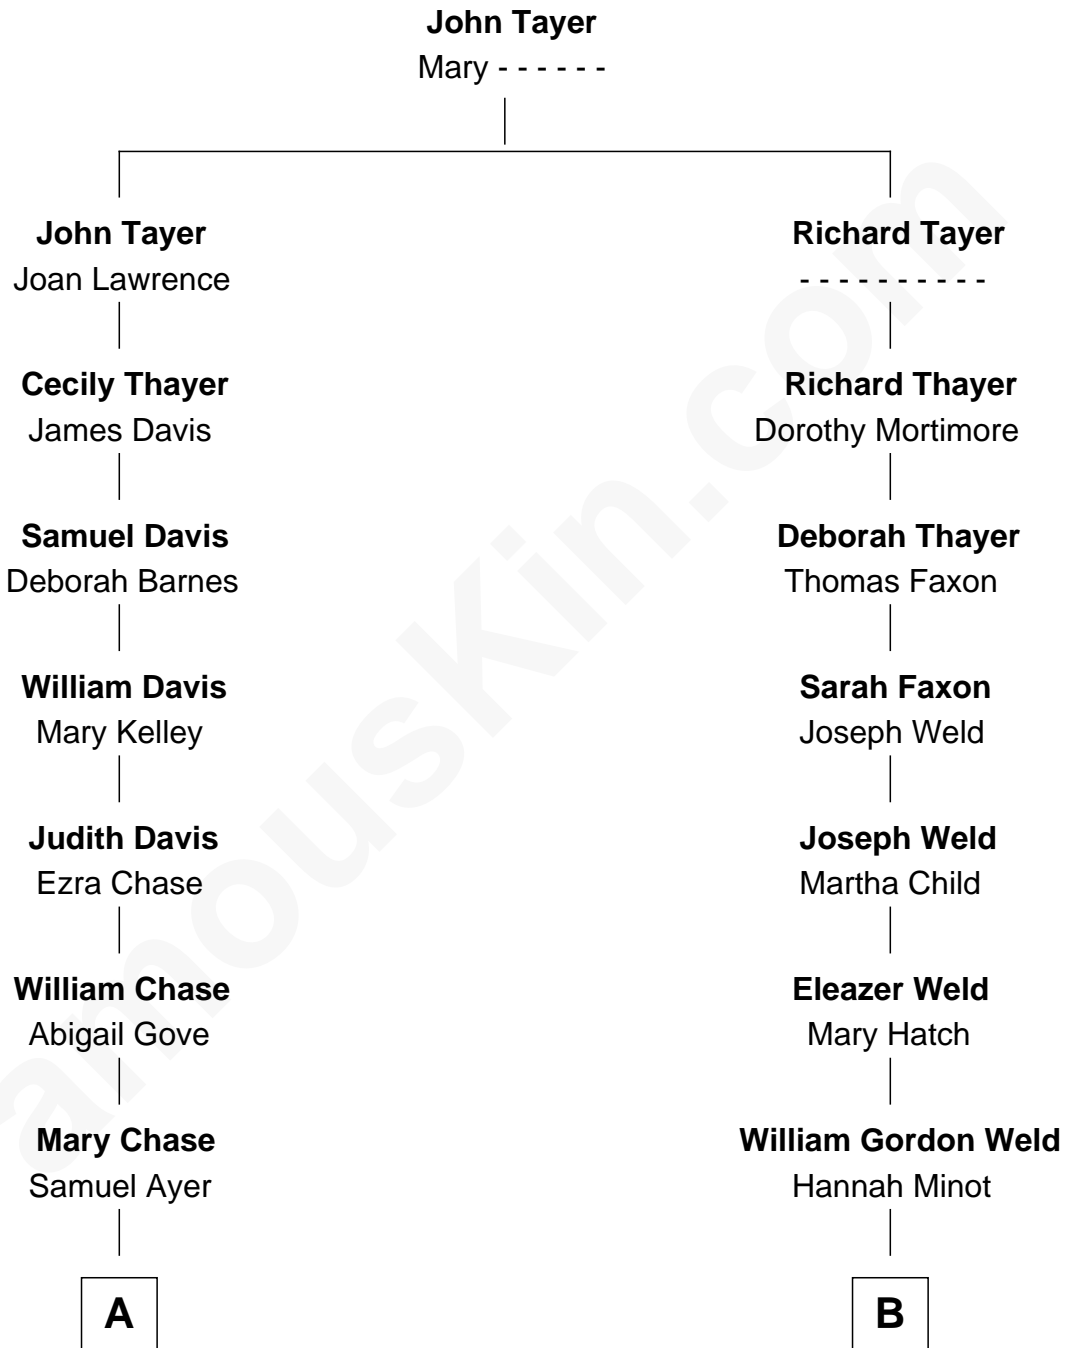 John Tayer
Mary - - - - - -
John Tayer
Joan Lawrence
Richard Tayer
- - - - - - - - - -
Cecily Thayer
James Davis
Richard Thayer
Dorothy Mortimore
Samuel Davis
Deborah Barnes
Deborah Thayer
Thomas Faxon
William Davis
Mary Kelley
Sarah Faxon
Joseph Weld
Judith Davis
Ezra Chase
Joseph Weld
Martha Child
William Chase
Abigail Gove
Eleazer Weld
Mary Hatch
Mary Chase
Samuel Ayer
William Gordon Weld
Hannah Minot
A
B
amousKin.com